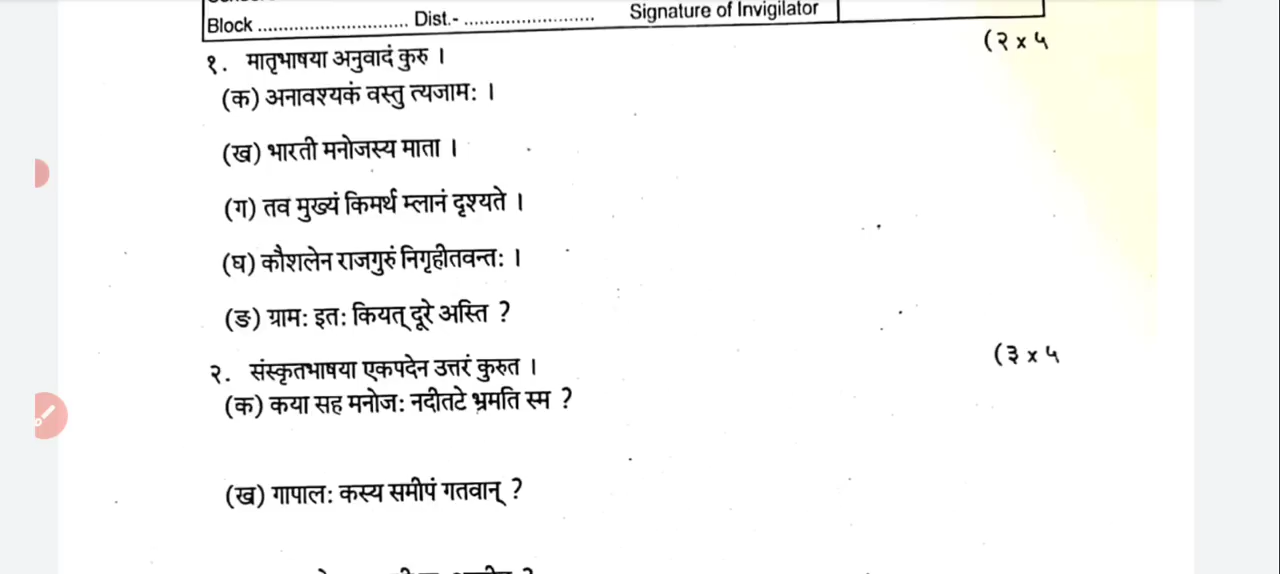 Block ............................ Dist.- ......................... Signature of Invigilator
१. मातृभाषया अनुवादं कुरु । (२ x ५
(क) अनावश्यकं वस्तु त्यजामः ।
(ख) भारती मनोजस्य माता ।
(ग) तव मुख्यं किमर्थ म्लानं दृश्यते ।
(घ) कौशलेन राजगुरुं निगृहीतवन्तः ।
(ङ) ग्रामः इतः कियत् दूरे अस्ति ?
२. संस्कृतभाषया एकपदेन उत्तरं कुरुत । (३ x ५
(क) कया सह मनोजः नदीतटे भ्रमति स्म ?
(ख) गापालः कस्य समीपं गतवान् ?